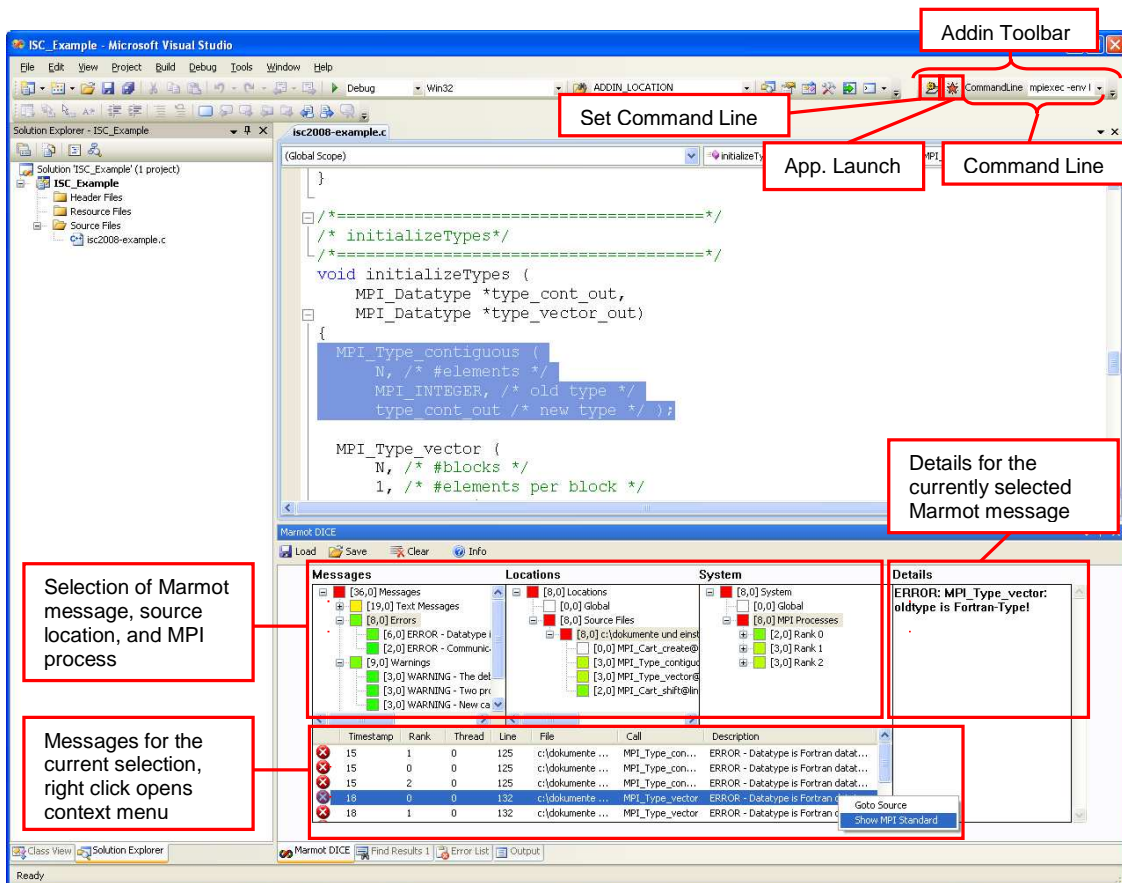 Addin Toolbar
ISC_Example - Microsoft Visual Studio
File Edit View Project Build Debug Tools Window Help
Debug Win32 ADDIN_LOCATION CommandLine mpiexec -env
Set Command Line
App. Launch
Command Line
Solution Explorer - ISC_Example
isc2008-example.c
(Global Scope)
Solution 'ISC_Example' (1 project)
ISC_Example
Header Files
Resource Files
Source Files
isc2008-example.c
}
/*======================================*/
/* initializeTypes*/
/*======================================*/
void initializeTypes (
MPI_Datatype *type_cont_out,
MPI_Datatype *type_vector_out)
{
MPI_Type_contiguous (
N, /* #elements */
MPI_INTEGER, /* old type */
type_cont_out /* new type */ );
MPI_Type_vector (
N, /* #blocks */
1, /* #elements per block */
Details for the
currently selected
Marmot message
Marmot DICE
Load Save Clear Info
Selection of Marmot
message, source
location, and MPI
process
Messages
[36,0] Messages
[19,0] Text Messages
[8,0] Errors
[6,0] ERROR - Datatype
[2,0] ERROR - Communic
[9,0] Warnings
[3,0] WARNING - The
[3,0] WARNING - Two
[3,0] WARNING - New ca
Locations
[8,0] Locations
[0,0] Global
[8,0] Source Files
[8,0] c:\dokumente und einst
[0,0] MPI_Cart_create@
[3,0] MPI_Type_contiguo
[3,0] MPI_Type_vector@
[2,0] MPI_Cart_shift@lin
System
[8,0] System
[0,0] Global
[8,0] MPI Processes
[2,0] Rank 0
[3,0] Rank 1
[3,0] Rank 2
Details
ERROR: MPI_Type_vector:
oldtype is Fortran-Type!
Messages for the
current selection,
right click opens
context menu
Timestamp Rank Thread Line File Call Description
15 1 0 125 c:\dokumente ... MPI_Type_con... ERROR - Datatype is Fortran datat...
15 0 0 125 c:\dokumente ... MPI_Type_con... ERROR - Datatype is Fortran datat...
15 2 0 125 c:\dokumente ... MPI_Type_con... ERROR - Datatype is Fortran datat...
18 0 0 132 c:\dokumente ... MPI_Type_vector ERROR - Datatype is Fortran
18 1 0 132 c:\dokumente ... MPI_Type_vector ERROR - Datatype is Fortran
Goto Source
Show MPI Standard
Class View Solution Explorer Marmot DICE Find Results 1 Error List Output
Ready